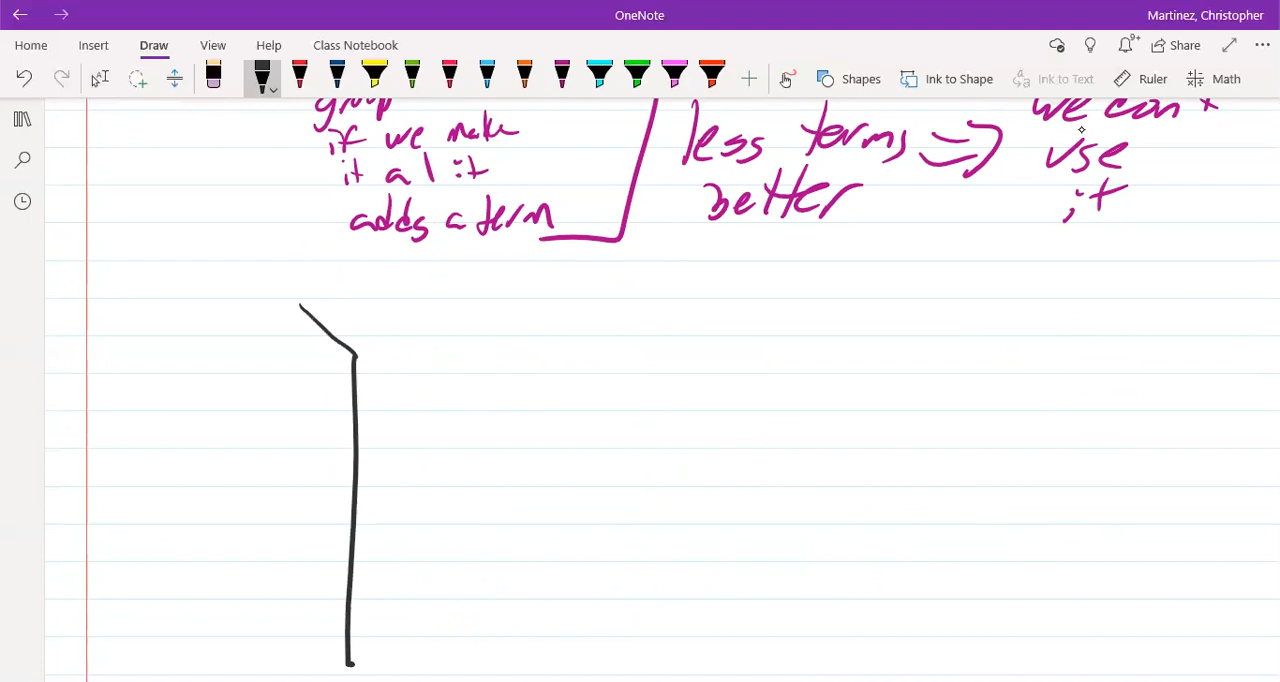 OneNote
Martinez, Christopher
Home Insert Draw View Help Class Notebook Share
Shapes Ink to Shape Ink to Text Ruler Math
group
if we make
it a 1 it
adds a term
less terms
better
we can't
use
it